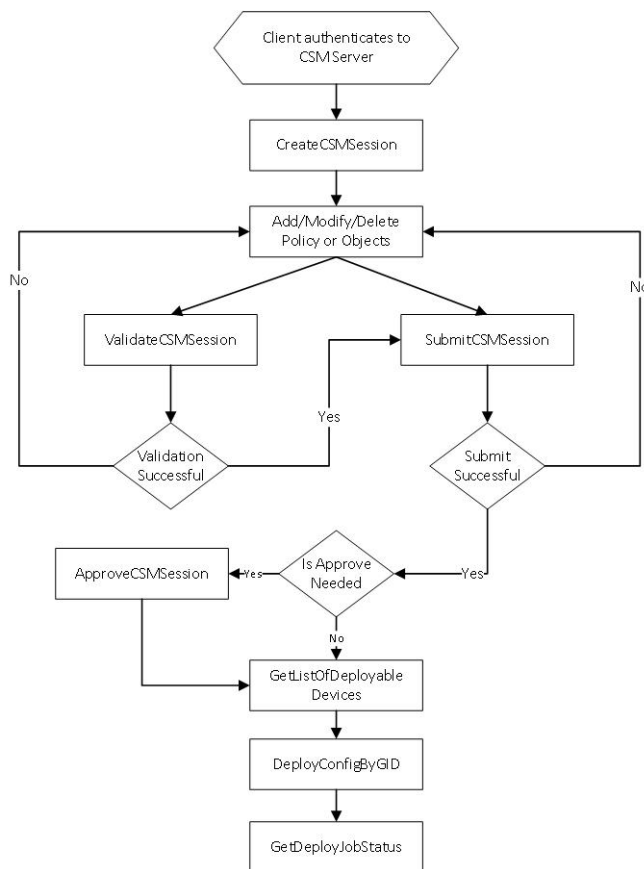 Client authenticates to
CSM Server
CreateCSMSession
Add/Modify/Delete
Policy or Objects
No
No
ValidateCSMSession
SubmitCSMSession
Yes
Validation
Successful
Submit
Successful
Is Approve
Needed
ApproveCSMSession
Yes
Yes
No
GetListOfDeployable
Devices
DeployConfigByGID
GetDeployJobStatus